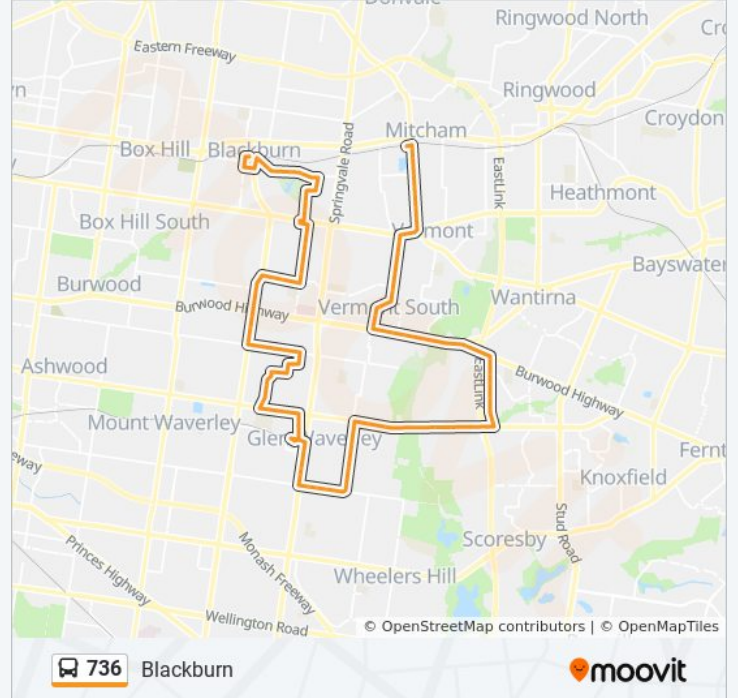 Donvale
Ringwood North
Cro
Eastern Freeway
Ringwood
Croydon
Springvale Road
Mitcham
Box Hill
Blackburn
EastLink
Heathmont
Box Hill South
Vermont
Bayswater
Burwood
Wantirna
Burwood Highway
Vermont South
Ashwood
EastLink
Burwood Highway
Mount Waverley
Glen Waverley
Fernt
eway
Knoxfield
Stud Road
Scoresby
Monash Freeway
Princes Highway
Wheelers Hill
Wellington Road
© OpenStreetMap contributors | © OpenMapTiles
736 Blackburn
moovit